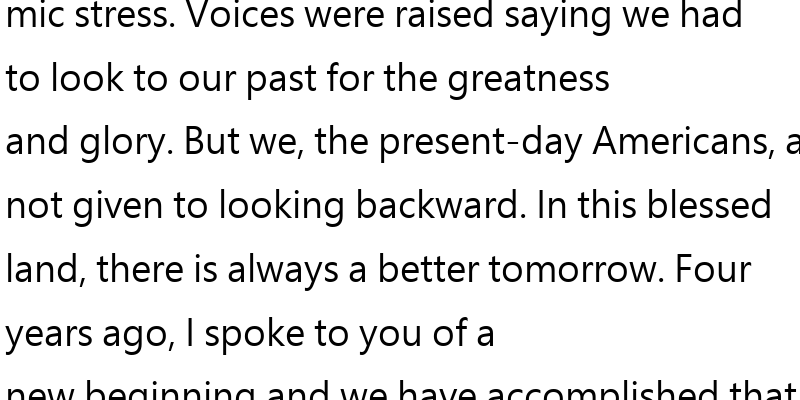 mic stress. Voices were raised saying we had
to look to our past for the greatness
and glory. But we, the present-day Americans, a
not given to looking backward. In this blessed
land, there is always a better tomorrow. Four
years ago, I spoke to you of a
new beginning and we have accomplished that